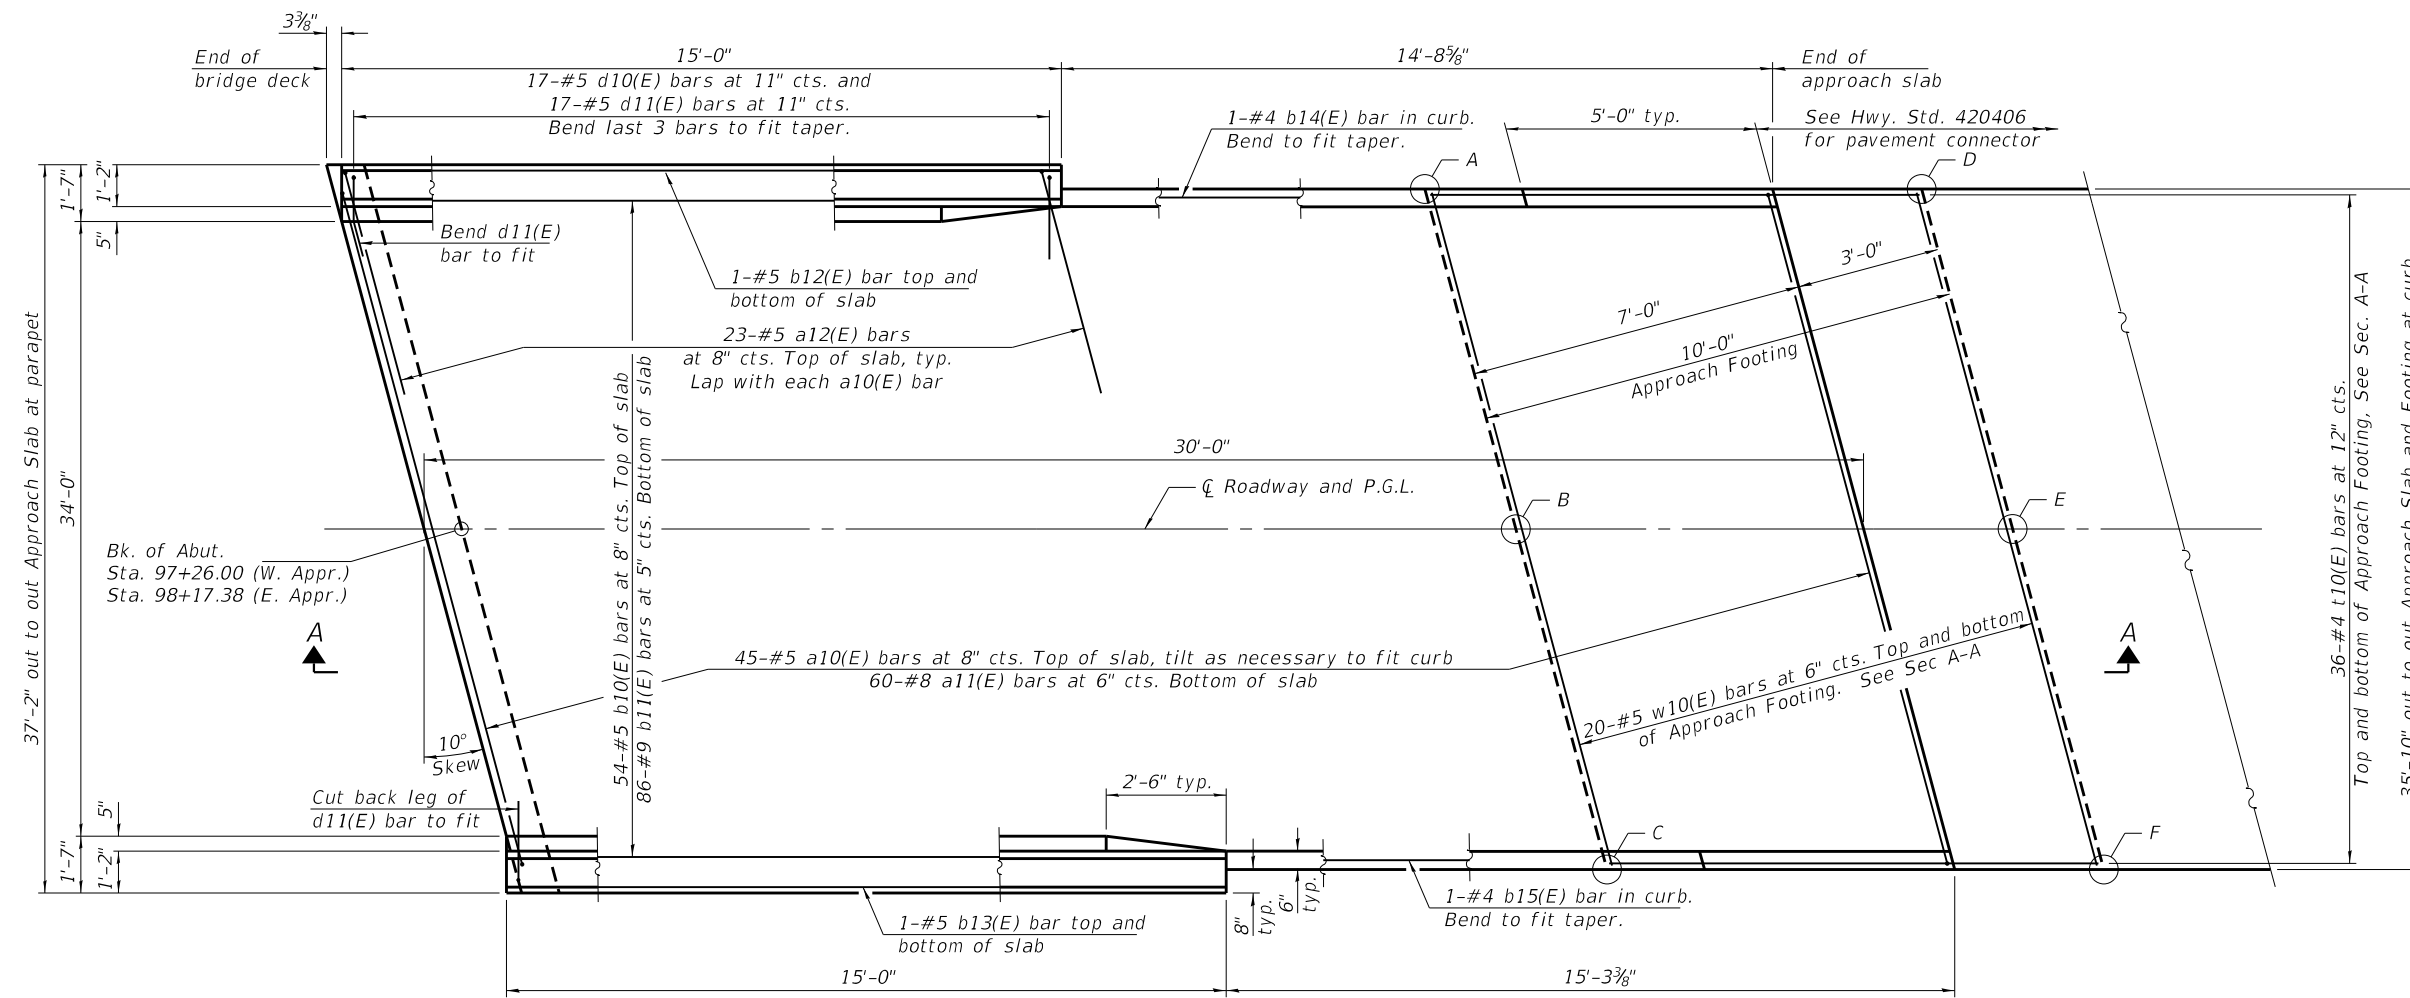 3⅜"
End of
bridge deck
15'-0"
17-#5 d10(E) bars at 11" cts. and
17-#5 d11(E) bars at 11" cts.
Bend last 3 bars to fit taper.
14'-8⅝"
End of
approach slab
1-#4 b14(E) bar in curb.
Bend to fit taper.
5'-0" typ.
See Hwy. Std. 420406
for pavement connector
A
D
1'-7"
1'-2"
5"
Bend d11(E)
bar to fit
1-#5 b12(E) bar top and
bottom of slab
23-#5 a12(E) bars
at 8" cts. Top of slab, typ.
Lap with each a10(E) bar
3'-0"
7'-0"
10'-0"
Approach Footing
37'-2" out to out Approach Slab at parapet
34'-0"
30'-0"
℄ Roadway and P.G.L.
B
E
Bk. of Abut.
Sta. 97+26.00 (W. Appr.)
Sta. 98+17.38 (E. Appr.)
A
A
54-#5 b10(E) bars at 8" cts. Top of slab
86-#9 b11(E) bars at 5" cts. Bottom of slab
45-#5 a10(E) bars at 8" cts. Top of slab, tilt as necessary to fit curb
60-#8 a11(E) bars at 6" cts. Bottom of slab
20-#5 w10(E) bars at 6" cts. Top and bottom
of Approach Footing. See Sec A-A
36-#4 t10(E) bars at 12" cts.
Top and bottom of Approach Footing, See Sec. A-A
35'-10" out to out Approach Slab and Footing at curb
10°
Skew
Cut back leg of
d11(E) bar to fit
5"
1'-7"
1'-2"
2'-6" typ.
C
F
6"
typ.
8"
typ.
1-#4 b15(E) bar in curb.
Bend to fit taper.
1-#5 b13(E) bar top and
bottom of slab
15'-0"
15'-3⅜"